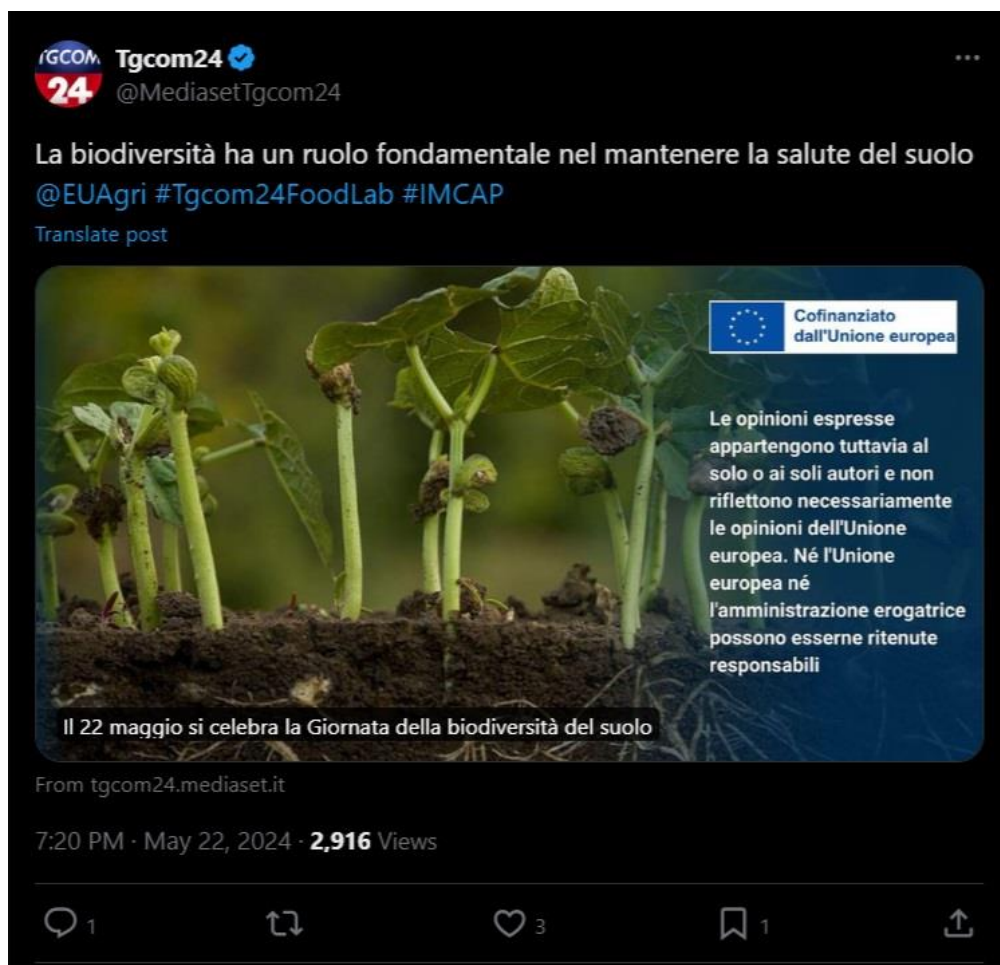 TGCOM
24
Tgcom24
@MediasetTgcom24
La biodiversità ha un ruolo fondamentale nel mantenere la salute del suolo
@EUAgri #Tgcom24FoodLab #IMCAP
Translate post
Cofinanziato
dall'Unione europea
Le opinioni espresse
appartengono tuttavia al
solo o ai soli autori e non
riflettono necessariamente
le opinioni dell'Unione
europea. Né l'Unione
europea né
l'amministrazione erogatrice
possono esserne ritenute
responsabili
Il 22 maggio si celebra la Giornata della biodiversità del suolo
From tgcom24.mediaset.it
7:20 PM · May 22, 2024 · 2,916 Views
1 3 1